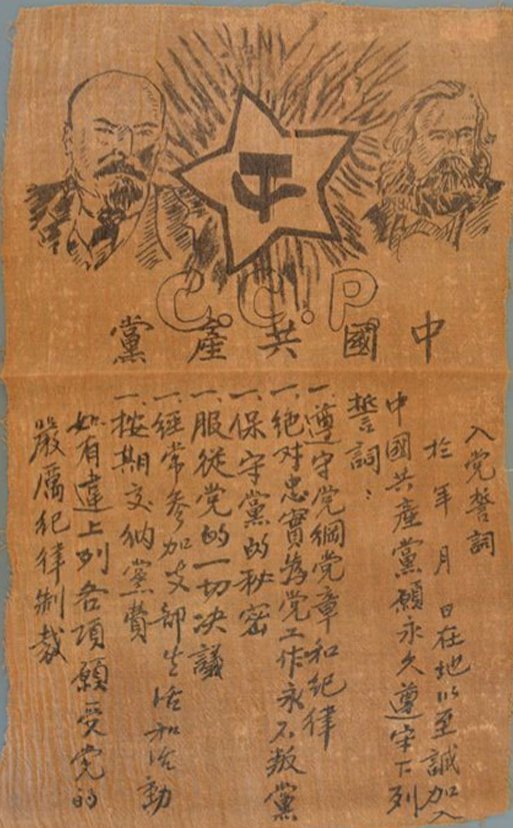 C.C.P.
中國共產黨
入党誓詞
於 年 月 日在地以至誠加入
中國共產黨願永久遵守下列
誓詞：
一遵守党綱党章和纪律
一絶对忠實為党工作永不叛黨
一保守黨的秘密
一服從党的一切决議
一經常参加支部生活和活動
一按期交納黨費
如有違上列各項願受党的
嚴厲纪律制裁